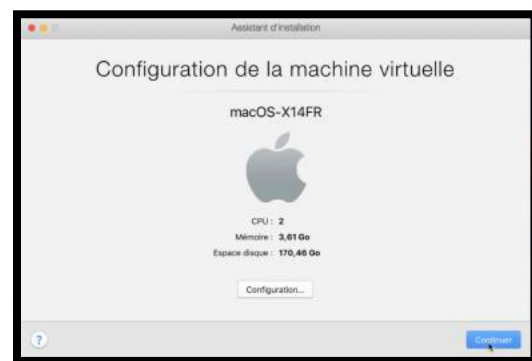 Assistant d'installation
Configuration de la machine virtuelle
macOS-X14FR
CPU : 2
Mémoire : 3,61 Go
Espace disque : 170,46 Go
Configuration...
?
Continuer